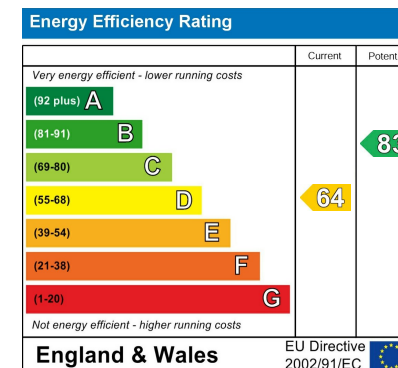 Energy Efficiency Rating
Current Potent
Very energy efficient - lower running costs
(92 plus) A
(81-91) B
83
(69-80) C
(55-68) D
64
(39-54) E
(21-38) F
(1-20) G
Not energy efficient - higher running costs
England & Wales
EU Directive
2002/91/EC